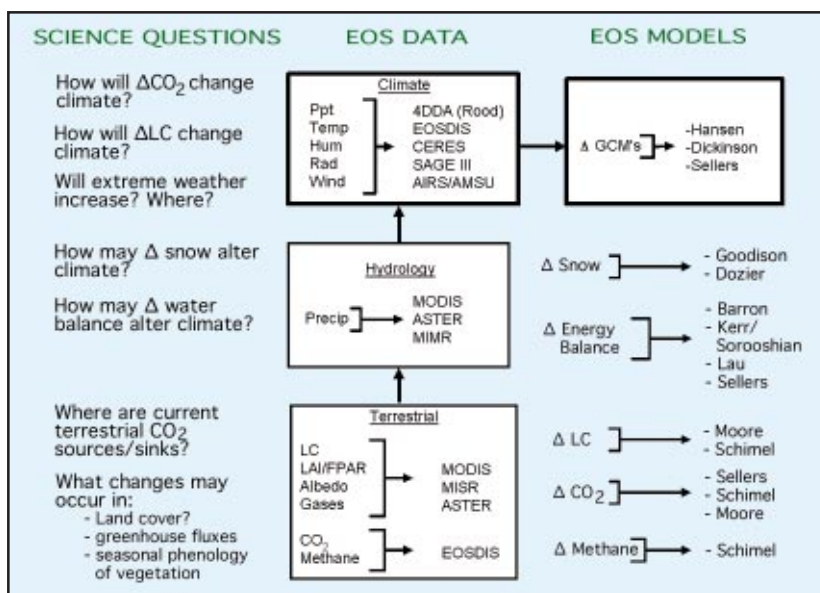 SCIENCE QUESTIONS
EOS DATA
EOS MODELS
How will ΔCO₂ change
climate?
How will ΔLC change
climate?
Will extreme weather
increase? Where?
Climate
Ppt
Temp
Hum
Rad
Wind
4DDA (Rood)
EOSDIS
CERES
SAGE III
AIRS/AMSU
Δ GCM's
-Hansen
-Dickinson
-Sellers
How may Δ snow alter
climate?
How may Δ water
balance alter climate?
Hydrology
Precip
MODIS
ASTER
MIMR
Δ Snow
- Goodison
- Dozier
Δ Energy
Balance
- Barron
- Kerr/
Sorooshian
- Lau
- Sellers
Where are current
terrestrial CO₂
sources/sinks?
What changes may
occur in:
- Land cover?
- greenhouse fluxes
- seasonal phenology
of vegetation
Terrestrial
LC
LAI/FPAR
Albedo
Gases
MODIS
MISR
ASTER
CO₂
Methane
EOSDIS
Δ LC
- Moore
- Schimel
Δ CO₂
- Sellers
- Schimel
- Moore
Δ Methane
- Schimel